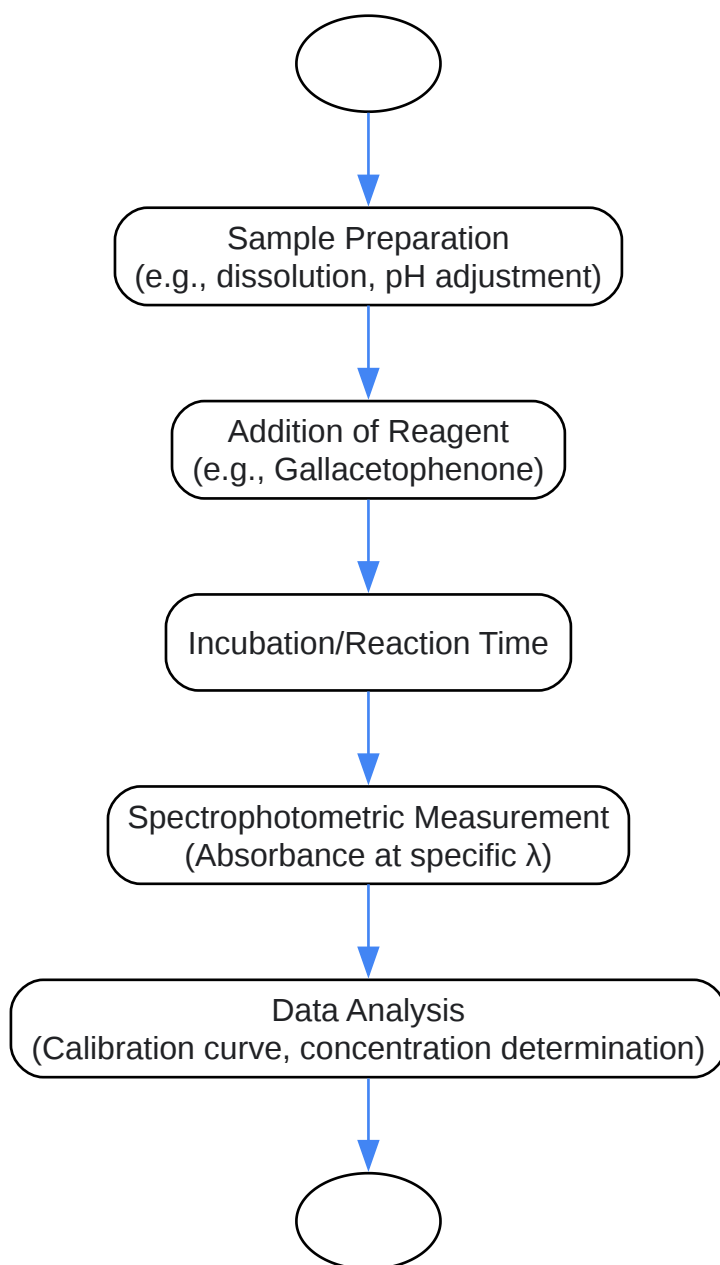 Sample Preparation
(e.g., dissolution, pH adjustment)
Addition of Reagent
(e.g., Gallacetophenone)
Incubation/Reaction Time
Spectrophotometric Measurement
(Absorbance at specific λ)
Data Analysis
(Calibration curve, concentration determination)